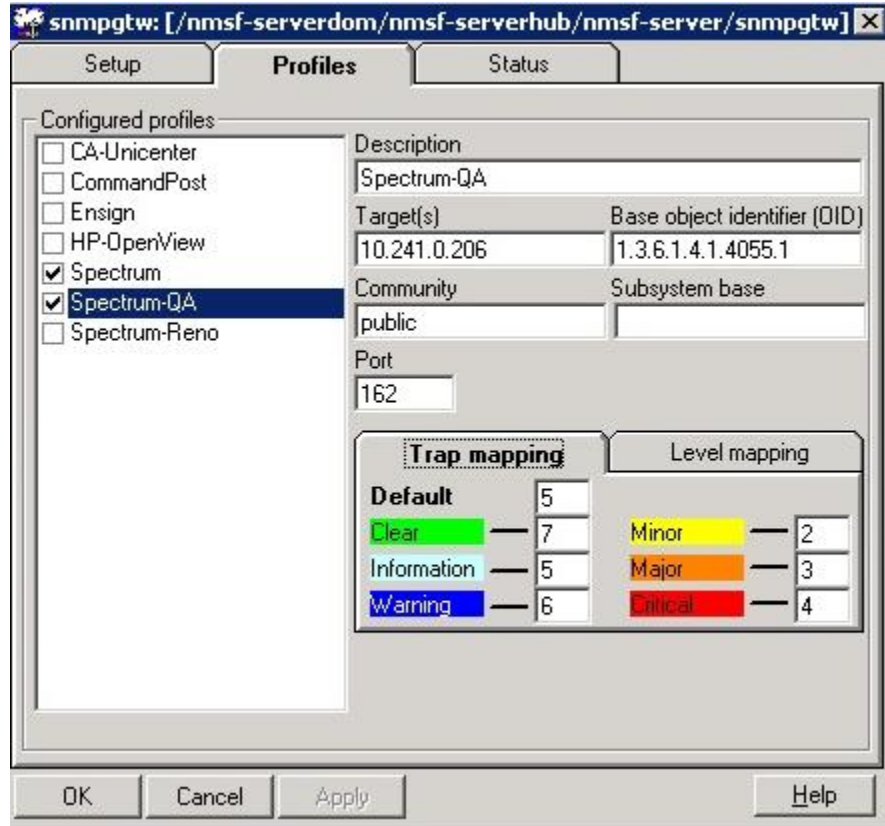 snmpgtw: [/nmsf-serverdom/nmsf-serverhub/nmsf-server/snmpgtw]
Setup Profiles Status
Configured profiles
CA-Unicenter
CommandPost
Ensign
HP-OpenView
Spectrum
Spectrum-QA
Spectrum-Reno
Description
Spectrum-QA
Target(s) Base object identifier (OID)
10.241.0.206 1.3.6.1.4.1.4055.1
Community Subsystem base
public
Port
162
Trap mapping Level mapping
Default 5
Clear 7 Minor 2
Information 5 Major 3
Warning 6 Critical 4
OK Cancel Apply Help